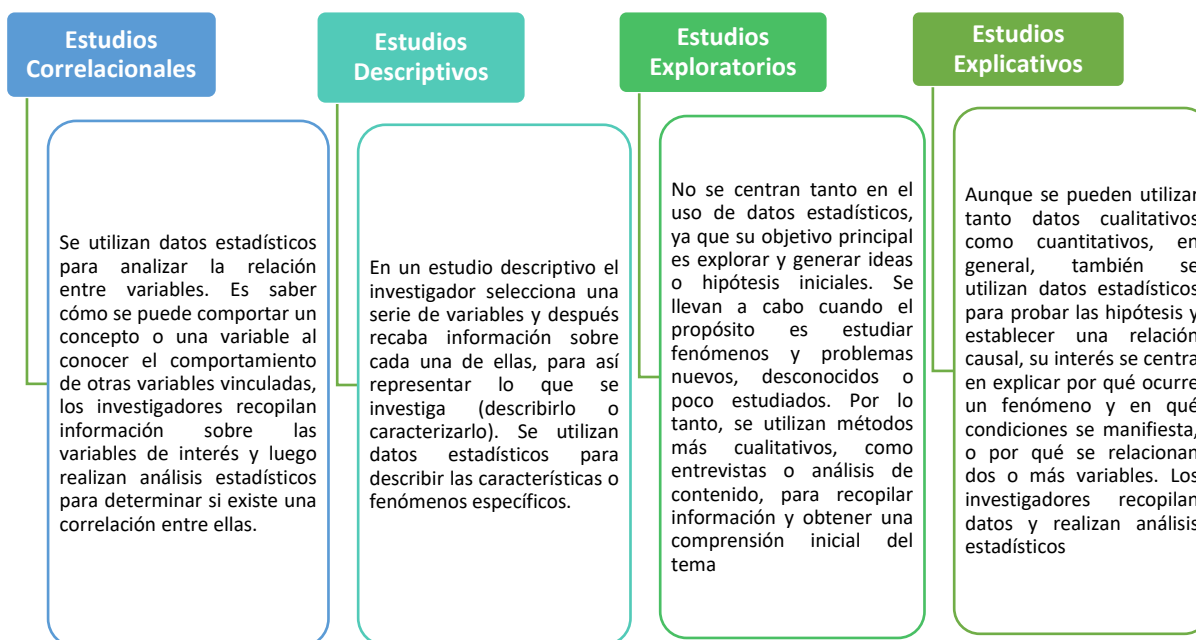 Estudios
Correlacionales
Se utilizan datos estadísticos
para analizar la relación
entre variables. Es saber
cómo se puede comportar un
concepto o una variable al
conocer el comportamiento
de otras variables vinculadas,
los investigadores recopilan
información sobre las
variables de interés y luego
realizan análisis estadísticos
para determinar si existe una
correlación entre ellas.
Estudios
Descriptivos
En un estudio descriptivo el
investigador selecciona una
serie de variables y después
recaba información sobre
cada una de ellas, para así
representar lo que se
investiga (describirlo o
caracterizarlo). Se utilizan
datos estadísticos para
describir las características o
fenómenos específicos.
Estudios
Exploratorios
No se centran tanto en el
uso de datos estadísticos,
ya que su objetivo principal
es explorar y generar ideas
o hipótesis iniciales. Se
llevan a cabo cuando el
propósito es estudiar
fenómenos y problemas
nuevos, desconocidos o
poco estudiados. Por lo
tanto, se utilizan métodos
más cualitativos, como
entrevistas o análisis de
contenido, para recopilar
información y obtener una
comprensión inicial del
tema
Estudios
Explicativos
Aunque se pueden utilizar
tanto datos cualitativos
como cuantitativos, en
general, también se
utilizan datos estadísticos
para probar las hipótesis y
establecer una relación
causal, su interés se centra
en explicar por qué ocurre
un fenómeno y en qué
condiciones se manifiesta,
o por qué se relacionan
dos o más variables. Los
investigadores recopilan
datos y realizan análisis
estadísticos